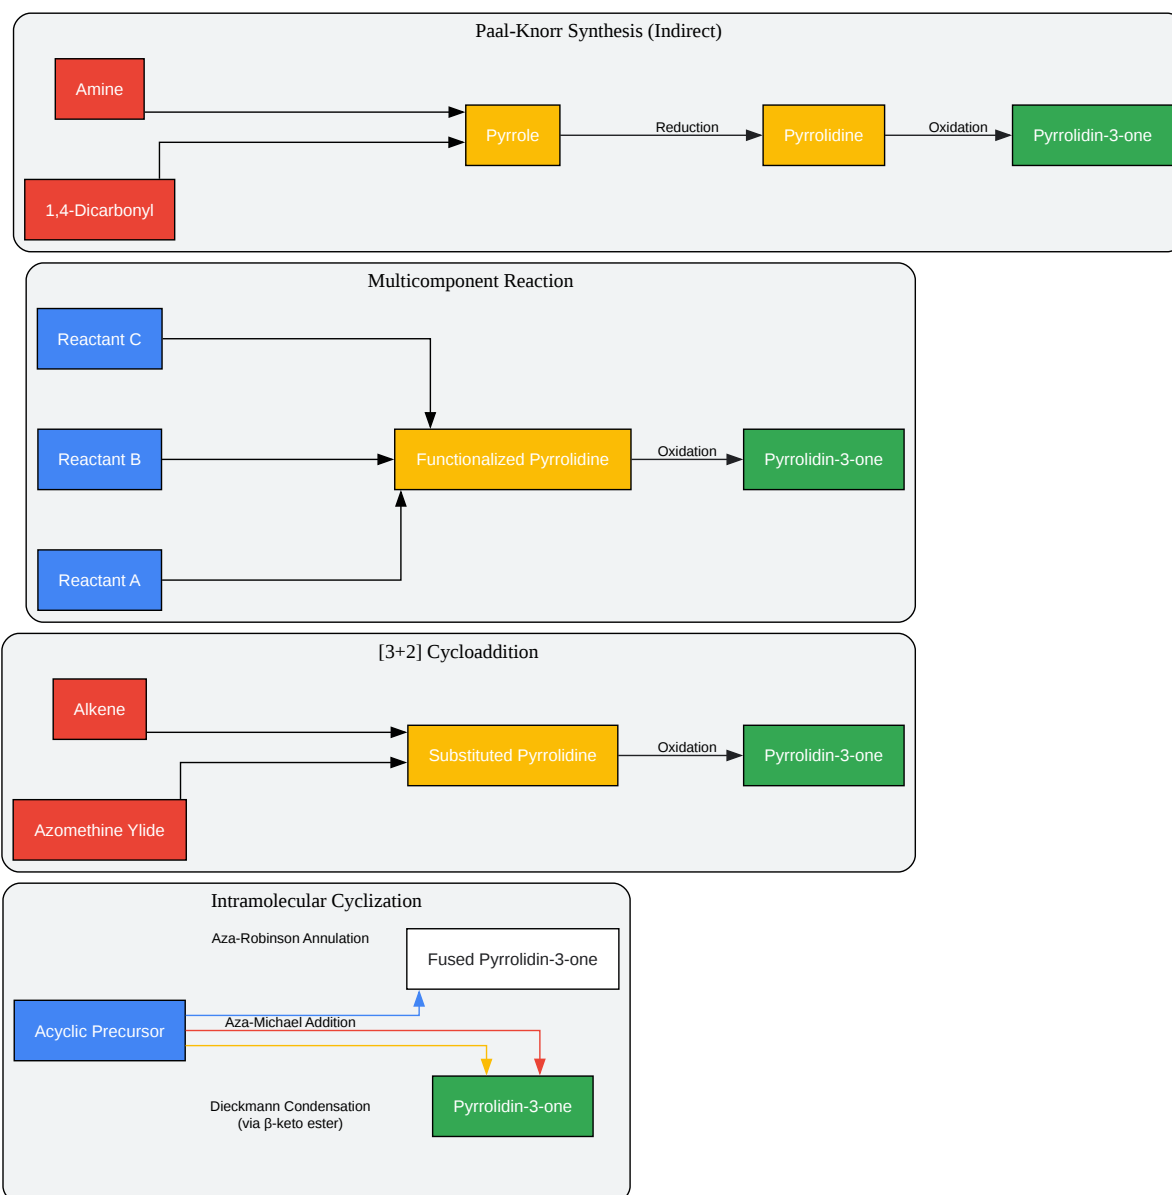 Paal-Knorr Synthesis (Indirect)
Amine
1,4-Dicarbonyl
Pyrrole
Reduction
Pyrrolidine
Oxidation
Pyrrolidin-3-one
Multicomponent Reaction
Reactant C
Reactant B
Reactant A
Functionalized Pyrrolidine
Oxidation
Pyrrolidin-3-one
[3+2] Cycloaddition
Alkene
Azomethine Ylide
Substituted Pyrrolidine
Oxidation
Pyrrolidin-3-one
Intramolecular Cyclization
Aza-Robinson Annulation
Fused Pyrrolidin-3-one
Acyclic Precursor
Aza-Michael Addition
Dieckmann Condensation
(via β-keto ester)
Pyrrolidin-3-one